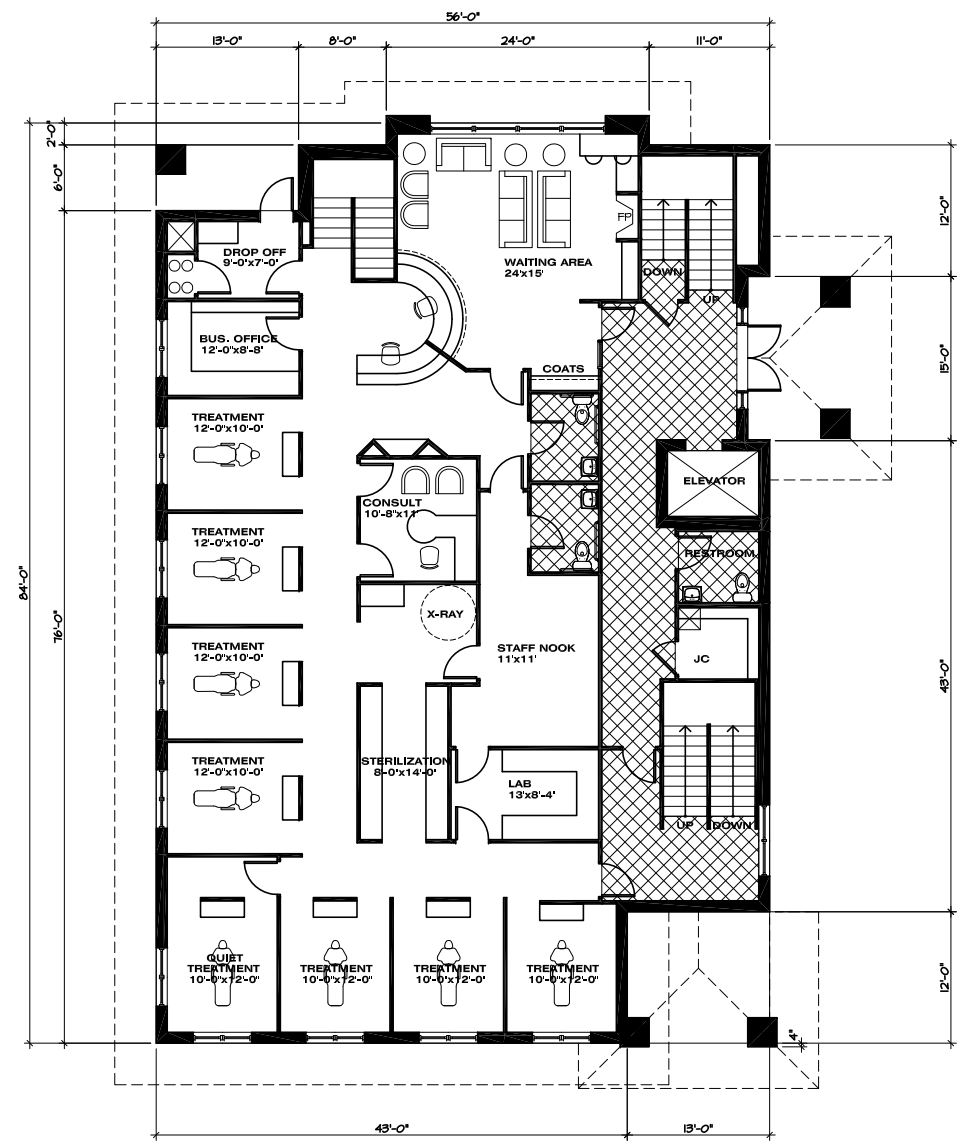 56'-0"
13'-0"
8'-0"
24'-0"
11'-0"
2'-0"
6'-0"
12'-0"
DROP OFF
9'-0'x7'-0'
WAITING AREA
24'x15'
FP
DOWN
UP
BUS. OFFICE
12'-0"x8'-8'
COATS
15'-0"
TREATMENT
12'-0'x10'-0'
ELEVATOR
CONSULT
10'-8"x11'
TREATMENT
12'-0'x10'-0'
RESTROOM
84'-0"
76'-0"
X-RAY
TREATMENT
12'-0'x10'-0'
STAFF NOOK
11'x11'
JC
43'-0"
TREATMENT
12'-0'x10'-0'
STERILIZATION
8-0'x14'-0'
LAB
13'x8'-4'
UP
DOWN
QUIET
TREATMENT
10'-0"x12'-0"
TREATMENT
10'-0'x12'-0'
TREATMENT
10'-0'x12'-0'
TREATMENT
10'-0"x12-0"
12'-0"
4"
43'-0"
13'-0"